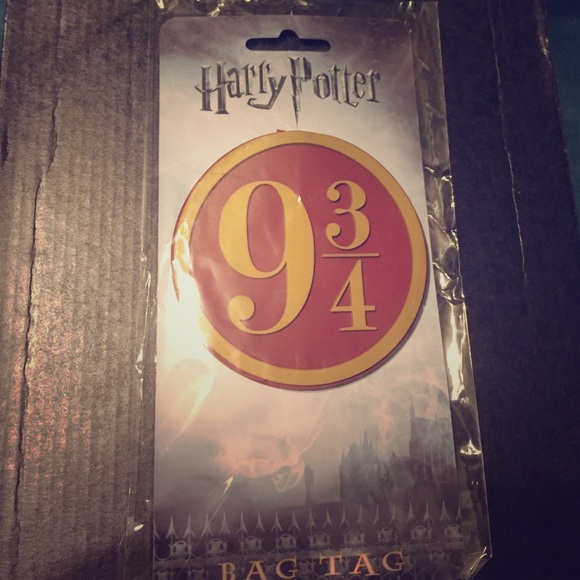 Harry Potter
9 3/4
BAG TAG